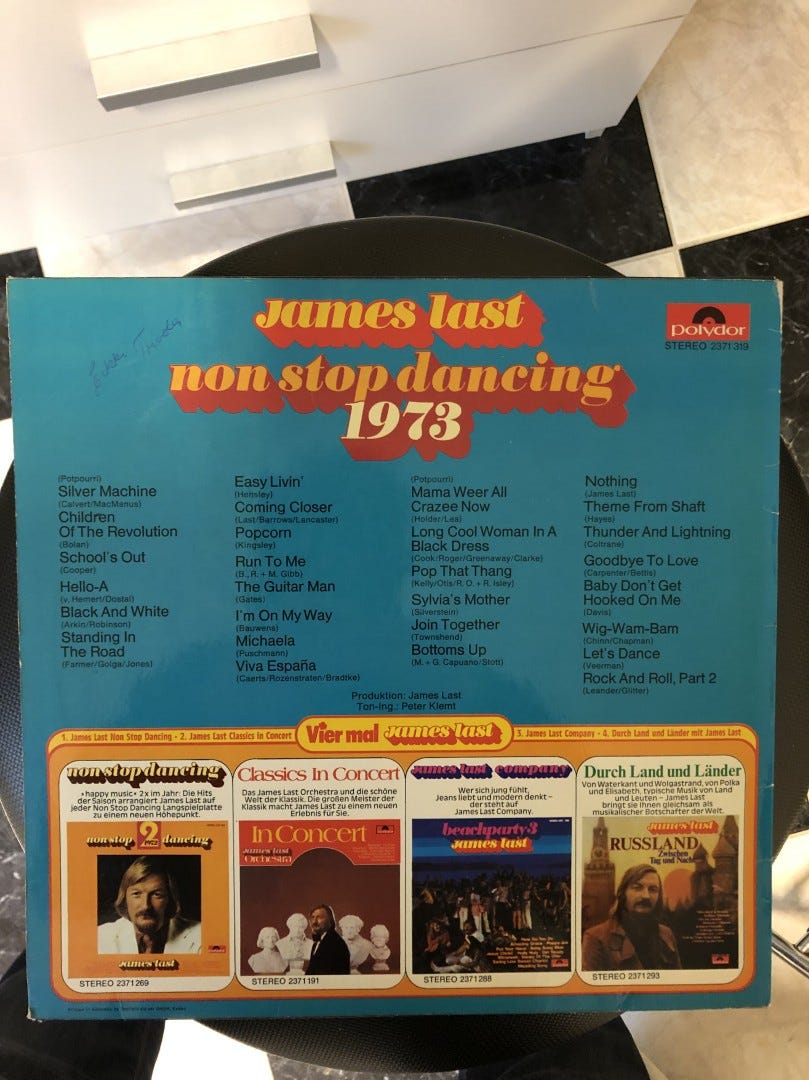 James last
non stop dancing
1973
polydor
STEREO 2371 319
(Potpourri)
Silver Machine
(Calvert/MacMenus)
Children
Of The Revolution
(Bolan)
School's Out
(Cooper)
Hello-A
(v. Hemert/Dostal)
Black And White
(Arkin/Robinson)
Standing In
The Road
(Farmer/Golga/Jones)
Easy Livin'
(Hensley)
Coming Closer
(Last/Barrows/Lancaster)
Popcorn
(Kingsley)
Run To Me
(B., R. + M. Gibb)
The Guitar Man
(Gates)
I'm On My Way
(Bauwens)
Michaela
(Puschmann)
Viva España
(Caerts/Rozenstraten/Bradtke)
(Potpourri)
Mama Weer All
Crazee Now
(Holder/Lea)
Long Cool Woman In A
Black Dress
(Cook/Roger/Greenaway/Clarke)
Pop That Thang
(Kelly/Otis/R. O. + R. Isley)
Sylvia's Mother
(Silverstein)
Join Together
(Townshend)
Bottoms Up
(M. + G. Capuano/Stott)
Nothing
(James Last)
Theme From Shaft
(Hayes)
Thunder And Lightning
(Coltrane)
Goodbye To Love
(Carpenter/Bettis)
Baby Don't Get
Hooked On Me
(Davis)
Wig-Wam-Bam
(Chinn/Chapman)
Let's Dance
(Veerman)
Rock And Roll, Part 2
(Leander/Glitter)
Produktion: James Last
Ton-Ing.: Peter Klemt
1. James Last Non Stop Dancing - 2. James Last Classics in Concert
Vier mal James last
3. James Last Company - 4. Durch Land und Länder mit James Last
non stop dancing
»happy music« 2 x im Jahr: Die Hits
der Saison arrangiert James Last auf
jeder Non Stop Dancing Langspielplatte
zu einem neuen Höhepunkt.
non stop 2 dancing
1972
James last
STEREO 2371 269
Classics In Concert
Das James Last Orchestra und die schöne
Welt der Klassik. Die großen Meister der
Klassik macht James Last zu einem neuen
Erlebnis für Sie.
In Concert
James last
Orchestra
STEREO 2371 191
James last company
Wer sich jung fühlt,
Jeans liebt und modern denkt -
der steht auf
James Last Company.
beachparty 3
James last
STEREO 2371 288
Durch Land und Länder
Von Waterkant und Wolgastrand, von Polka
und Elisabeth, typische Musik von Land
und Leuten - James Last
bringt sie Ihnen gleichsam als
musikalischer Botschafter der Welt.
James last
RUSSLAND
Zwischen
Tag und Nacht
STEREO 2371 293